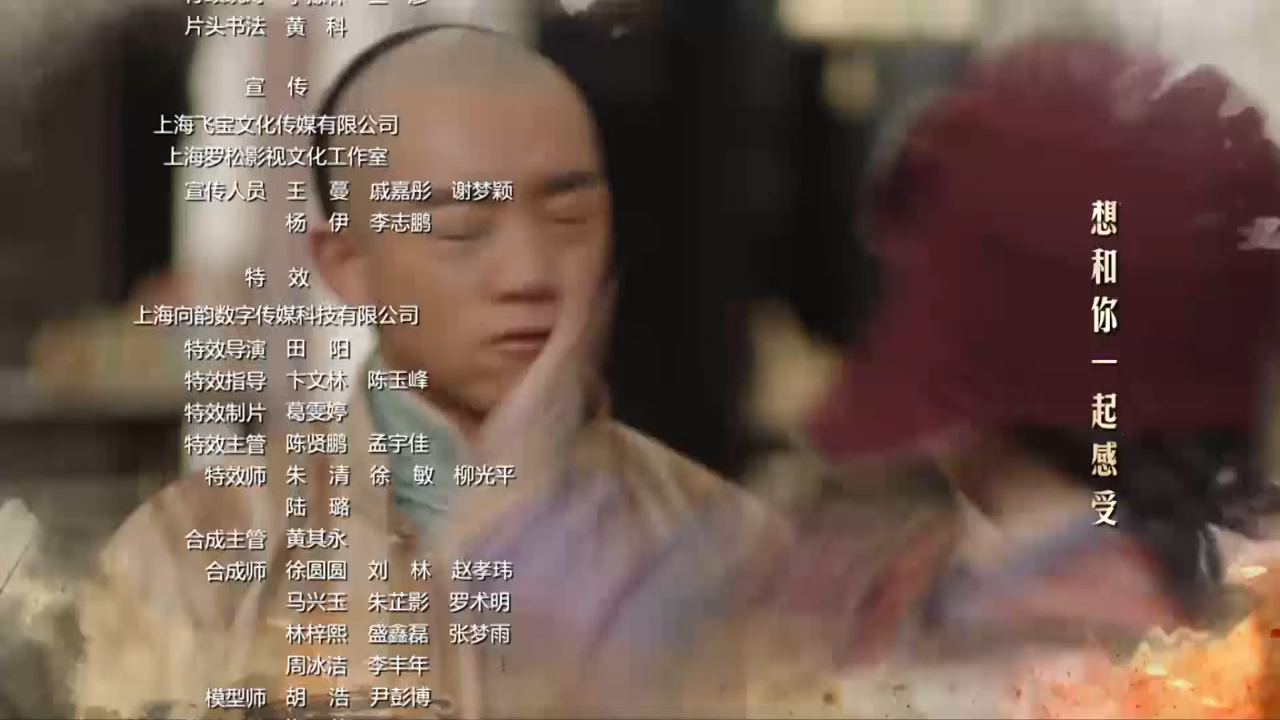 片头书法 黄 科
宣 传
上海飞宝文化传媒有限公司
上海罗松影视文化工作室
宣传人员 王 蔓 戚嘉彤 谢梦颖
杨 伊 李志鹏
特 效
上海向韵数字传媒科技有限公司
特效导演 田 阳
特效指导 卞文林 陈玉峰
特效制片 葛雯婷
特效主管 陈贤鹏 孟宇佳
特效师 朱 清 徐 敏 柳光平
陆 璐
合成主管 黄其永
合成师 徐圆圆 刘 林 赵孝玮
马兴玉 朱芷影 罗术明
林梓熙 盛鑫磊 张梦雨
周冰洁 李丰年
模型师 胡 浩 尹彭博
想和你一起感受